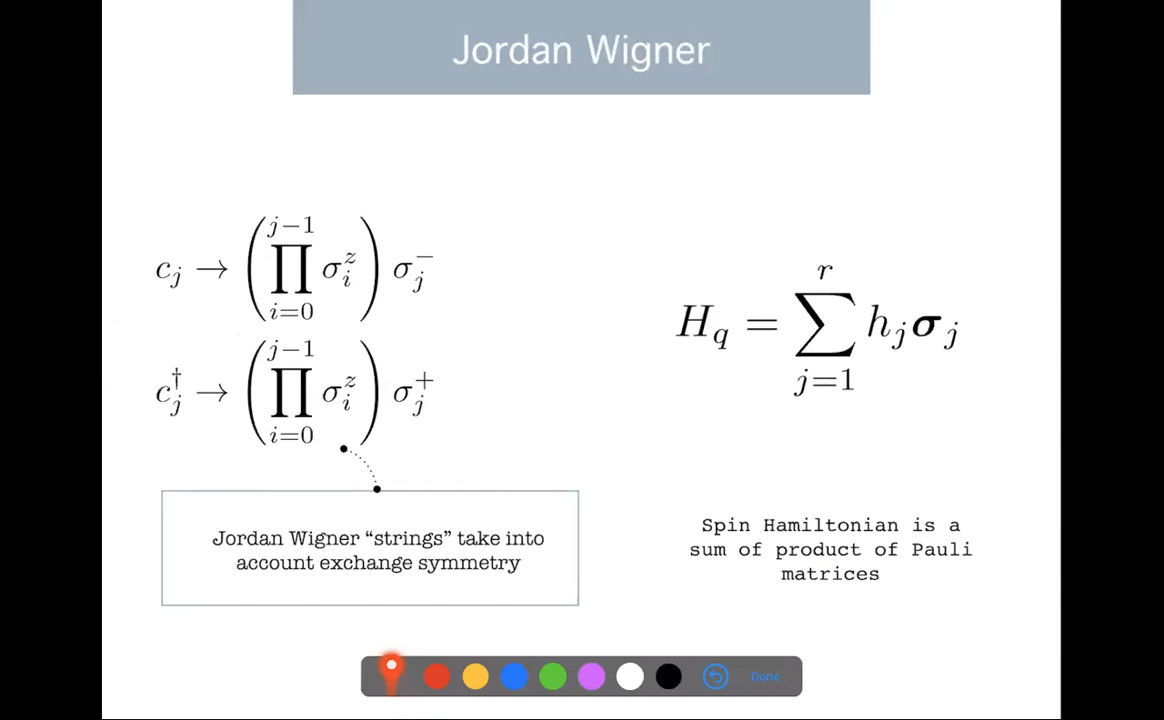 Jordan Wigner
c_j → (∏_{i=0}^{j−1} σ_i^z) σ_j^−
c_j^† → (∏_{i=0}^{j−1} σ_i^z) σ_j^+
Jordan Wigner “strings” take into
account exchange symmetry
H_q = ∑_{j=1}^{r} h_j σ_j
Spin Hamiltonian is a
sum of product of Pauli
matrices
Done